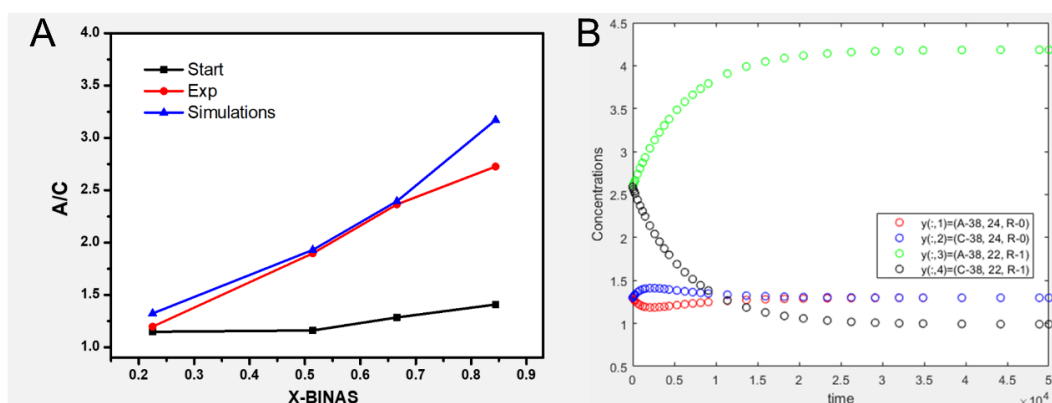 A
4.0
3.5
3.0
2.5
2.0
1.5
1.0
A/C
Start
Exp
Simulations
0.2 0.3 0.4 0.5 0.6 0.7 0.8 0.9
X-BINAS
B
4.5
4
3.5
3
2.5
2
1.5
1
0.5
Concentrations
y(:,1)=(A-38, 24, R-0)
y(:,2)=(C-38, 24, R-0)
y(:,3)=(A-38, 22, R-1)
y(:,4)=(C-38, 22, R-1)
0 0.5 1 1.5 2 2.5 3 3.5 4 4.5 5
time
×10⁴